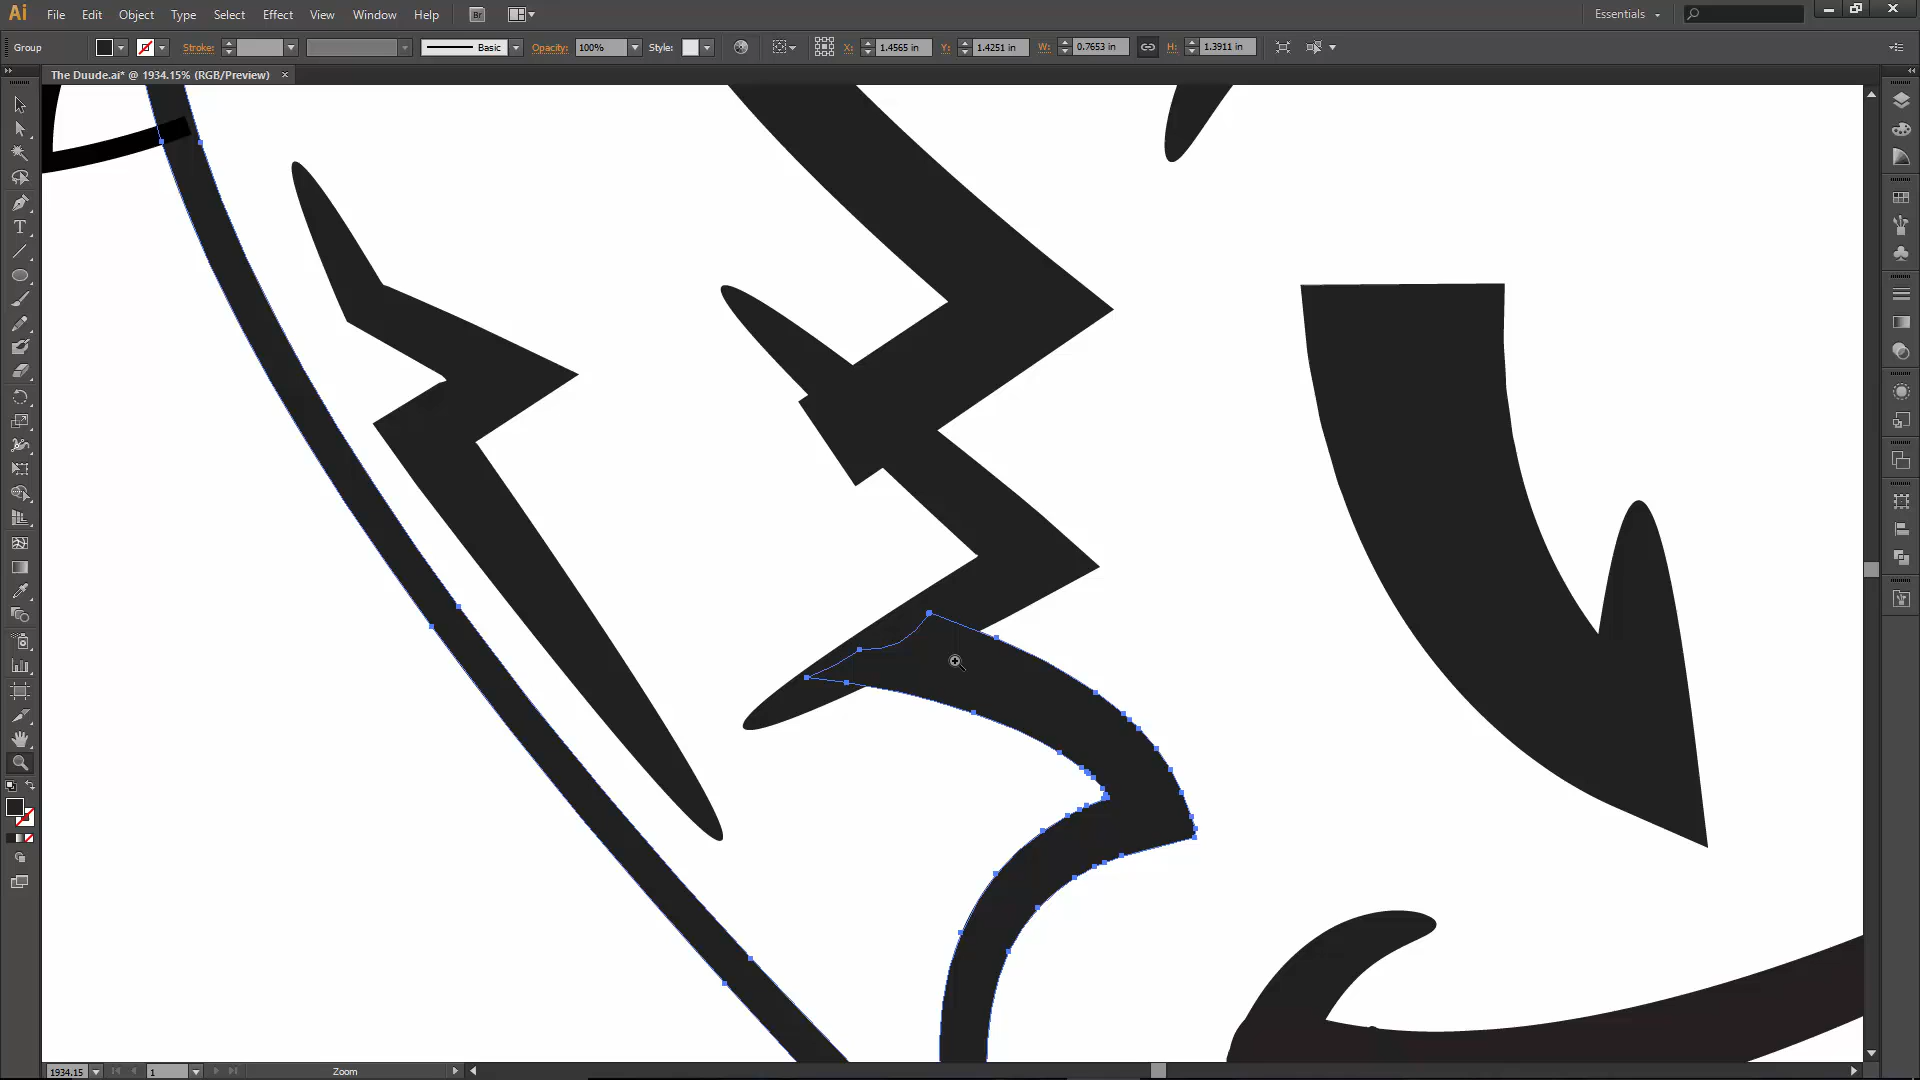 Ai File Edit Object Type Select Effect View Window Help Br Essentials
Group Stroke: Basic Opacity: 100% Style: X: 1.4565 in Y: 1.4251 in W: 0.7653 in H: 1.3911 in
The Duude.ai* @ 1934.15% (RGB/Preview) ×
T
1934.15 1 Zoom